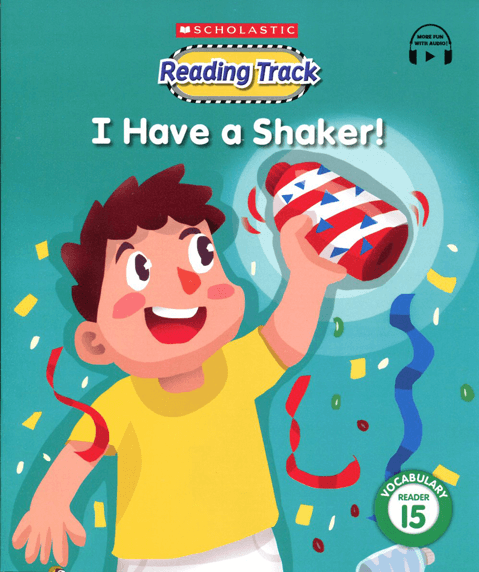 SCHOLASTIC
MORE FUN
WITH AUDIO!
Reading Track
I Have a Shaker!
VOCABULARY
READER
15